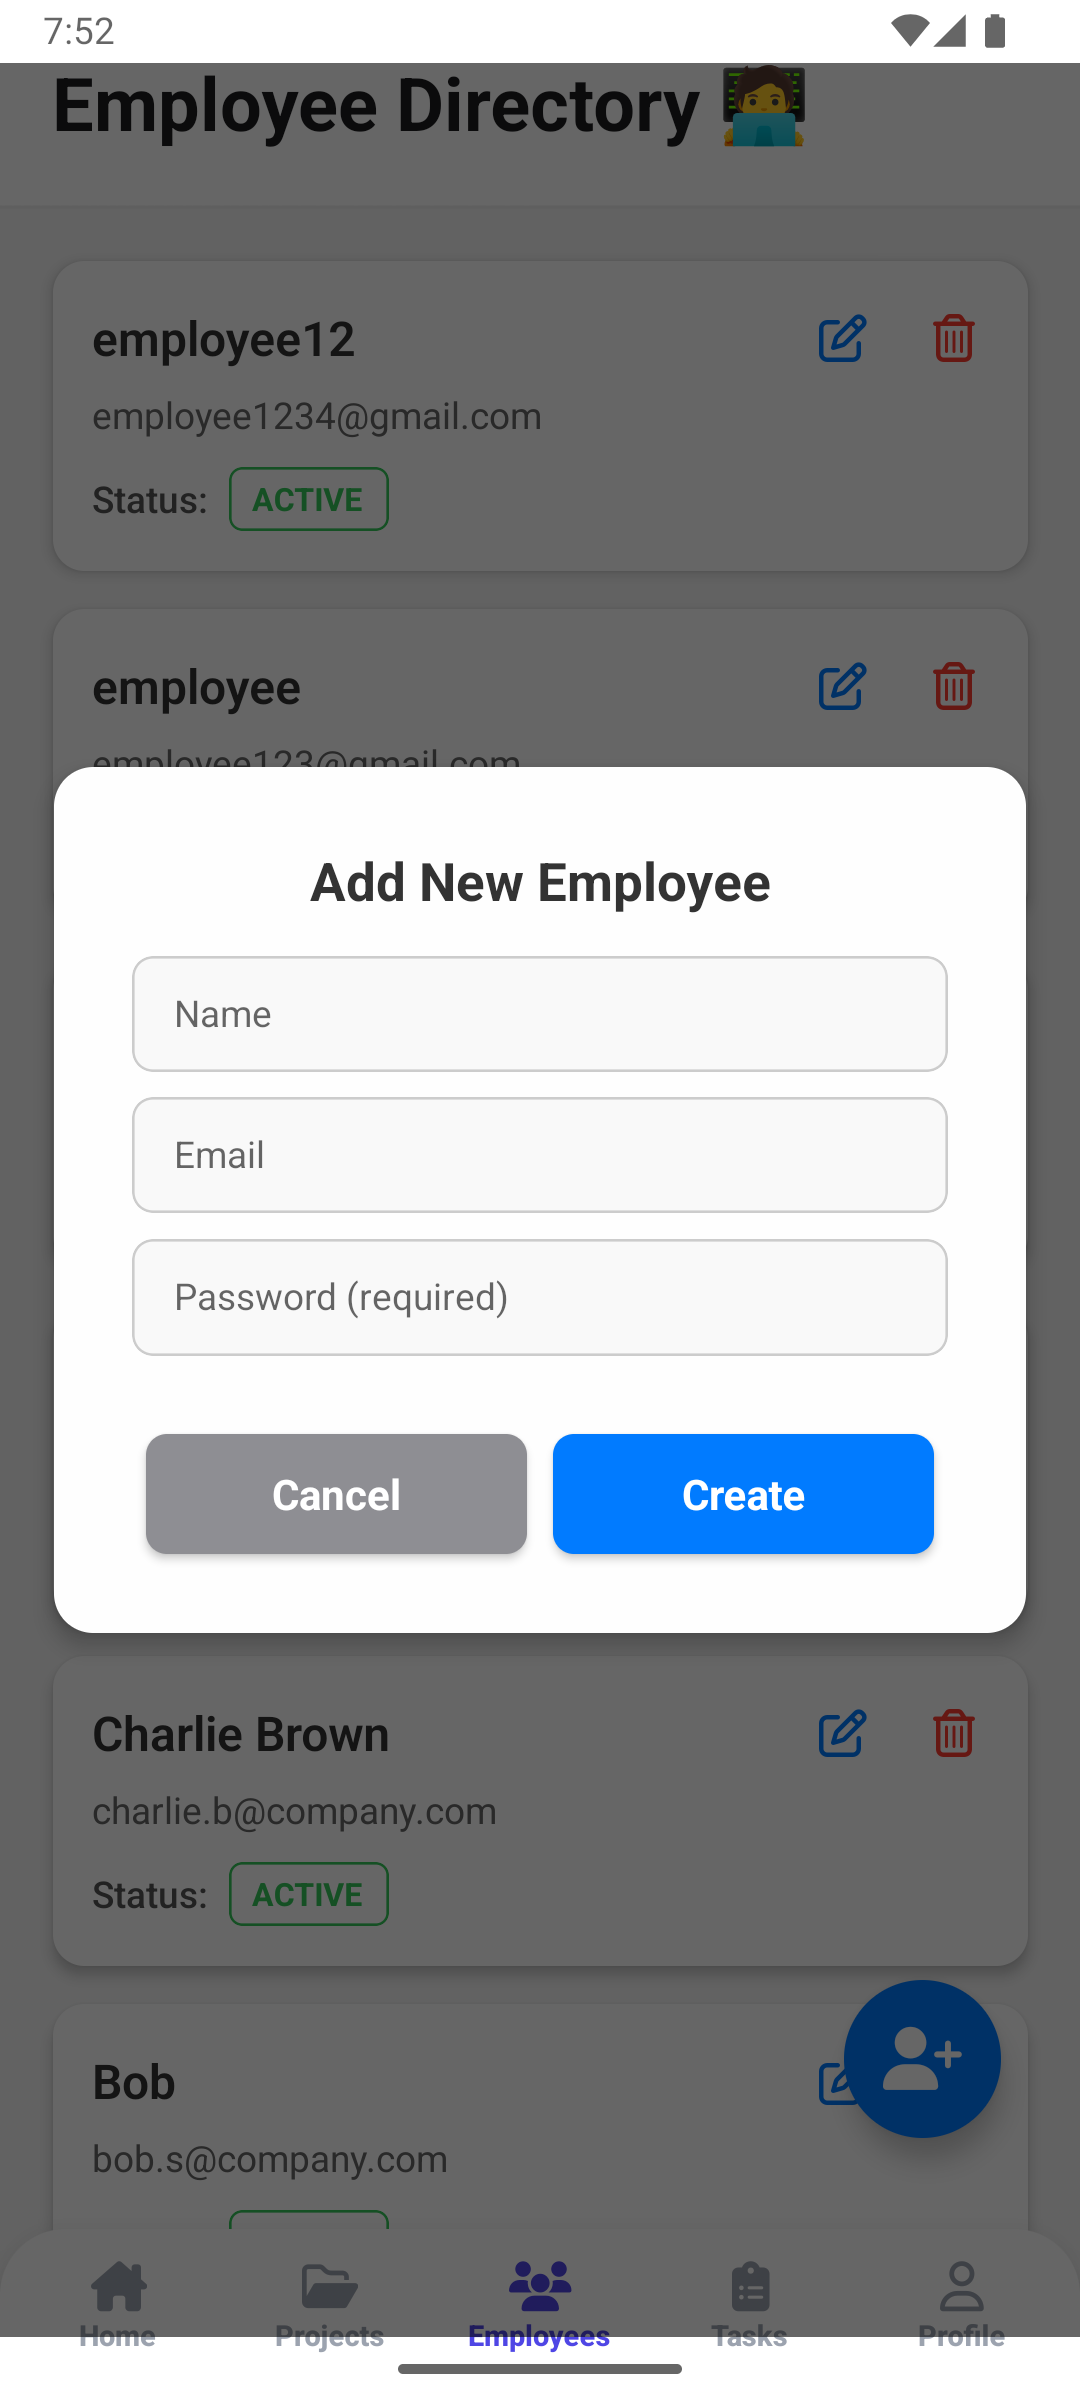 7:52
Employee Directory
employee12
employee1234@gmail.com
Status: ACTIVE
employee
employee123@gmail.com
Add New Employee
Name
Email
Password (required)
Cancel Create
Charlie Brown
charlie.b@company.com
Status: ACTIVE
Bob
bob.s@company.com
Home Projects Employees Tasks Profile